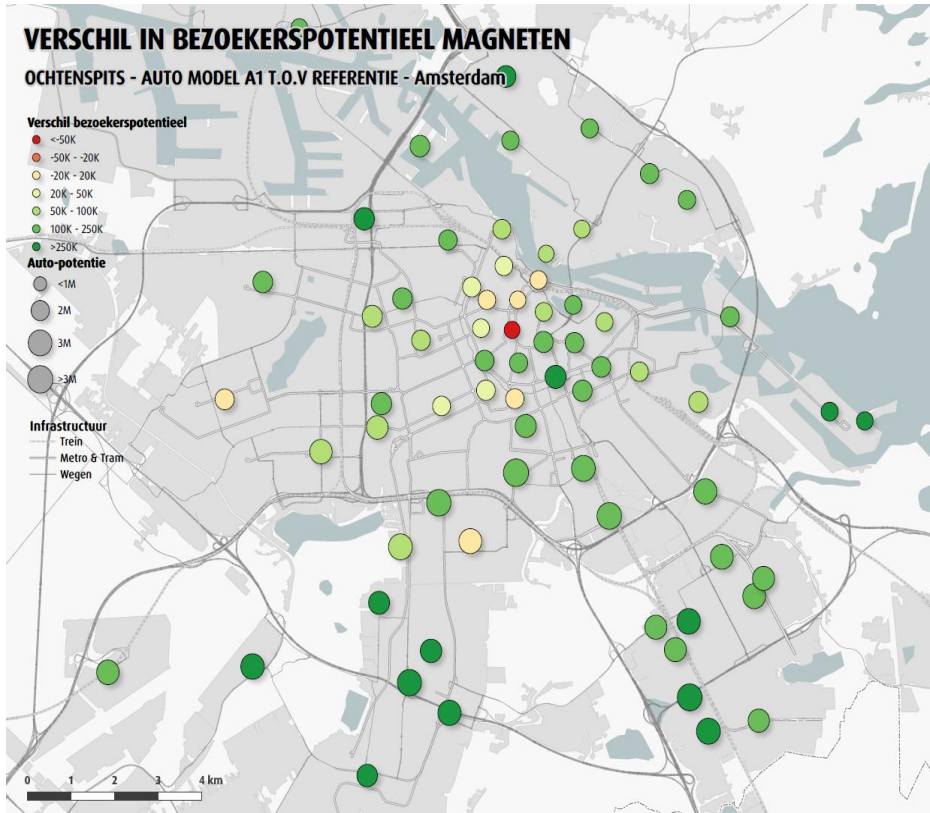 VERSCHIL IN BEZOEKERSPOTENTIEEL MAGNETEN
OCHTENSPITS - AUTO MODEL A1 T.O.V REFERENTIE - Amsterdam
Verschil bezoekerspotentieel
<-50K
-50K - -20K
-20K - 20K
20K - 50K
50K - 100K
100K - 250K
>250K
Auto-potentie
<1M
2M
3M
>3M
Infrastructuur
Trein
Metro & Tram
Wegen
0 1 2 3 4 km